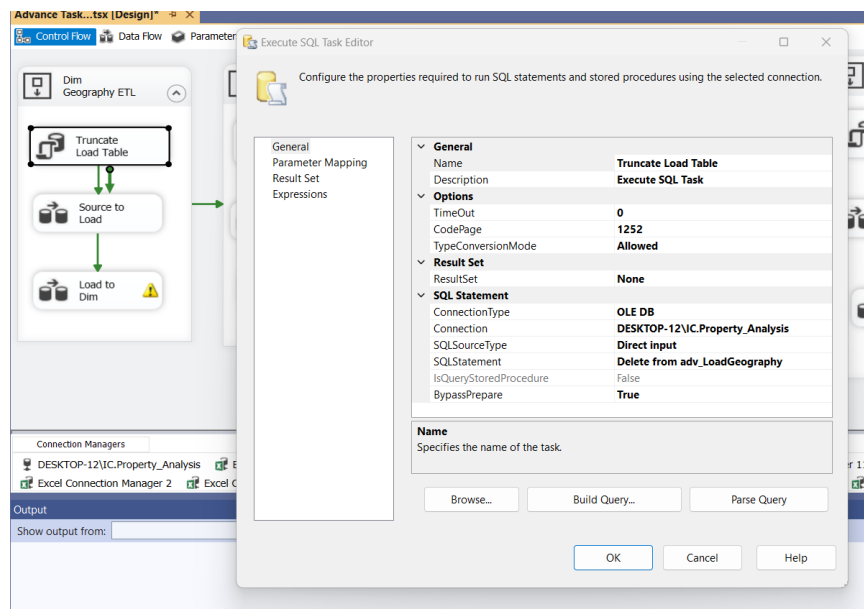 Advance Task...tsx [Design]*
Control Flow
Data Flow
Parameter
Dim
Geography ETL
Truncate
Load Table
Source to
Load
Load to
Dim
Connection Managers
DESKTOP-12\IC.Property_Analysis
Excel Connection Manager 2
Output
Show output from:
Execute SQL Task Editor
Configure the properties required to run SQL statements and stored procedures using the selected connection.
General
Parameter Mapping
Result Set
Expressions
General
Name Truncate Load Table
Description Execute SQL Task
Options
TimeOut 0
CodePage 1252
TypeConversionMode Allowed
Result Set
ResultSet None
SQL Statement
ConnectionType OLE DB
Connection DESKTOP-12\IC.Property_Analysis
SQLSourceType Direct input
SQLStatement Delete from adv_LoadGeography
IsQueryStoredProcedure False
BypassPrepare True
Name
Specifies the name of the task.
Browse...
Build Query...
Parse Query
OK
Cancel
Help